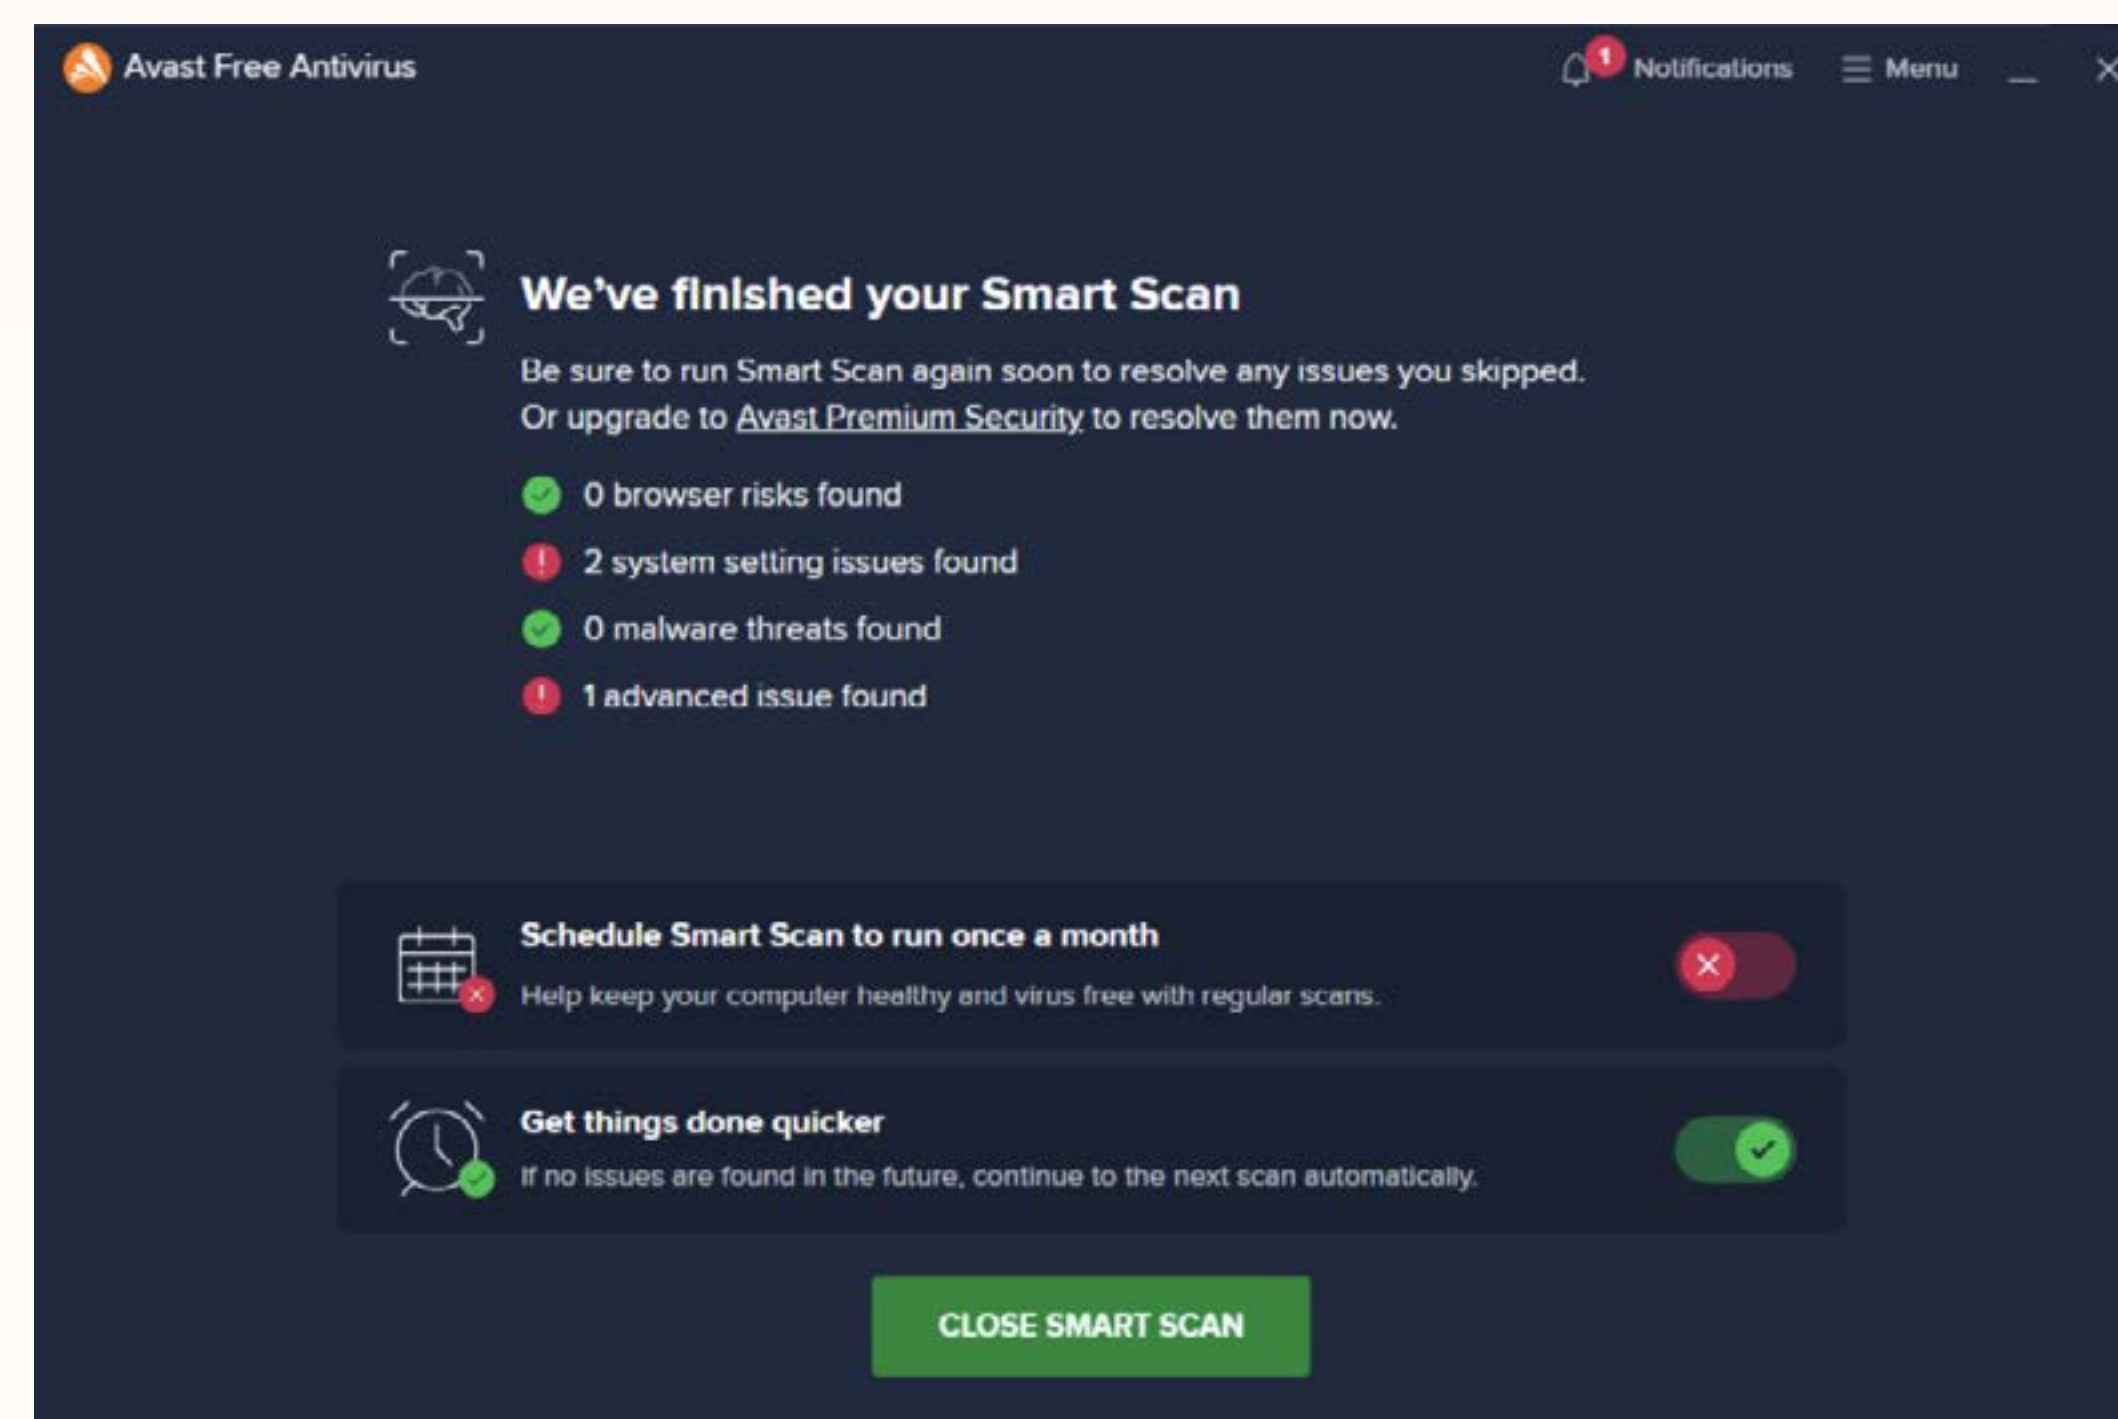 Avast Free Antivirus
1 Notifications
Menu
We've finished your Smart Scan
Be sure to run Smart Scan again soon to resolve any issues you skipped.
Or upgrade to Avast Premium Security to resolve them now.
0 browser risks found
2 system setting issues found
0 malware threats found
1 advanced issue found
Schedule Smart Scan to run once a month
Help keep your computer healthy and virus free with regular scans.
Get things done quicker
If no issues are found in the future, continue to the next scan automatically.
CLOSE SMART SCAN